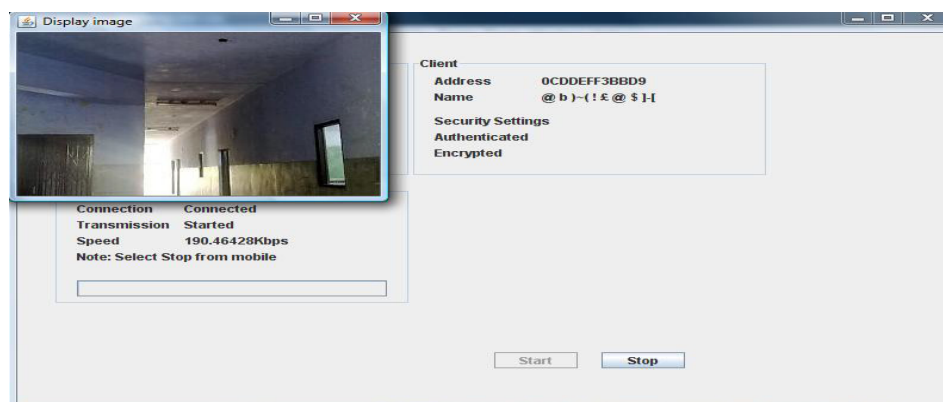 Display image
Client
Address 0CDDEFF3BBD9
Name @ b )~( ! £ @ $ ]-[
Security Settings
Authenticated
Encrypted
Connection Connected
Transmission Started
Speed 190.46428Kbps
Note: Select Stop from mobile
Start Stop